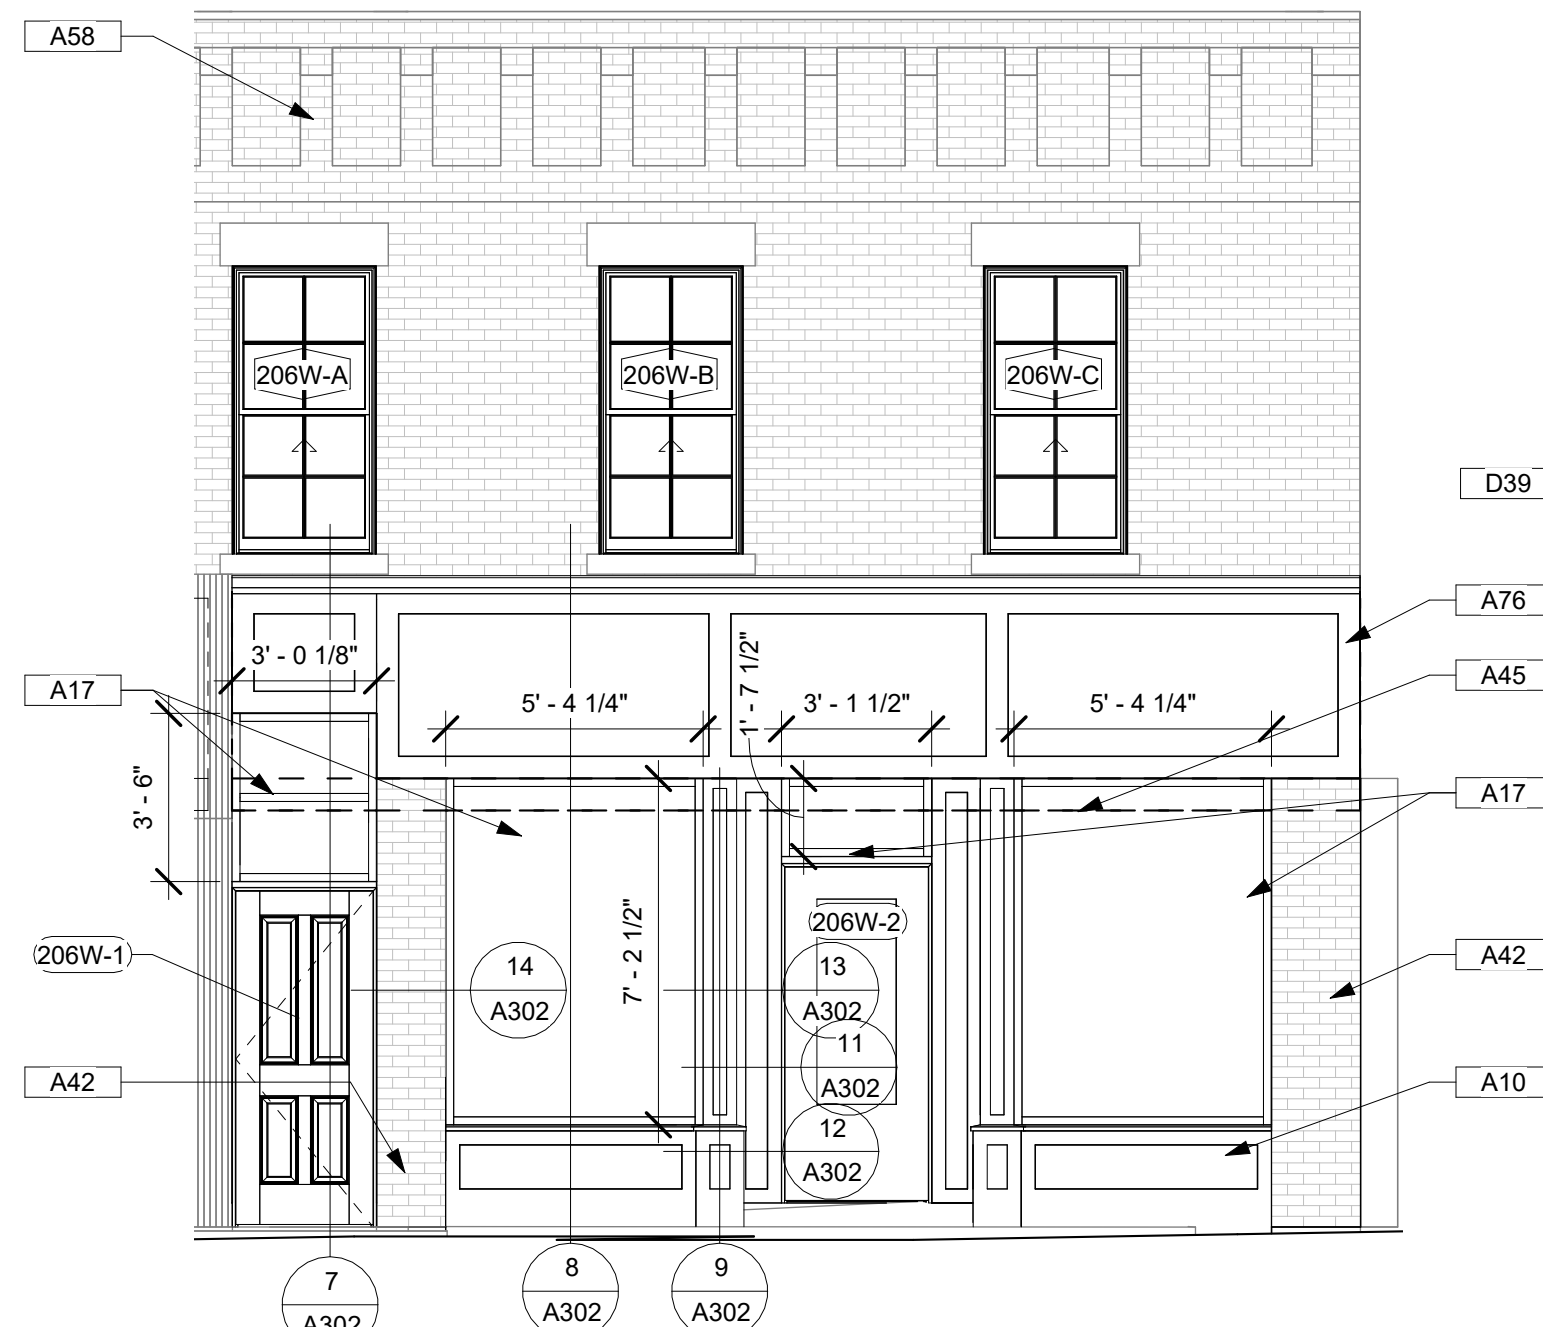 A58
206W-A
206W-B
206W-C
D39
A76
3' - 0 1/8"
1' - 7 1/2"
A17
5' - 4 1/4"
3' - 1 1/2"
5' - 4 1/4"
A45
3' - 6"
A17
206W-2
7' - 2 1/2"
206W-1
14
A302
13
A302
A42
11
A302
A42
A10
12
A302
7
A302
8
A302
9
A302